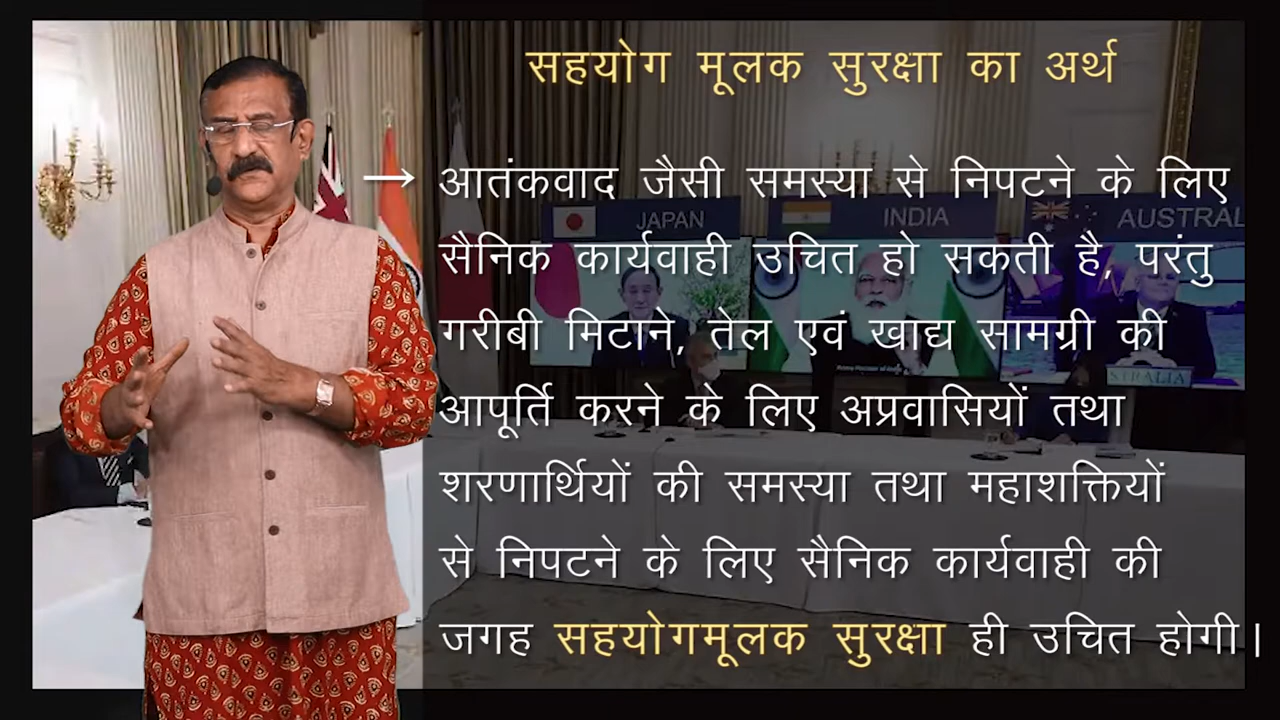 सहयोग मूलक सुरक्षा का अर्थ
→ आतंकवाद जैसी समस्या से निपटने के लिए
सैनिक कार्यवाही उचित हो सकती है, परंतु
गरीबी मिटाने, तेल एवं खाद्य सामग्री की
आपूर्ति करने के लिए अप्रवासियों तथा
शरणार्थियों की समस्या तथा महाशक्तियों
से निपटने के लिए सैनिक कार्यवाही की
जगह सहयोगमूलक सुरक्षा ही उचित होगी।
JAPAN
INDIA
AUSTRAL
STRALIA